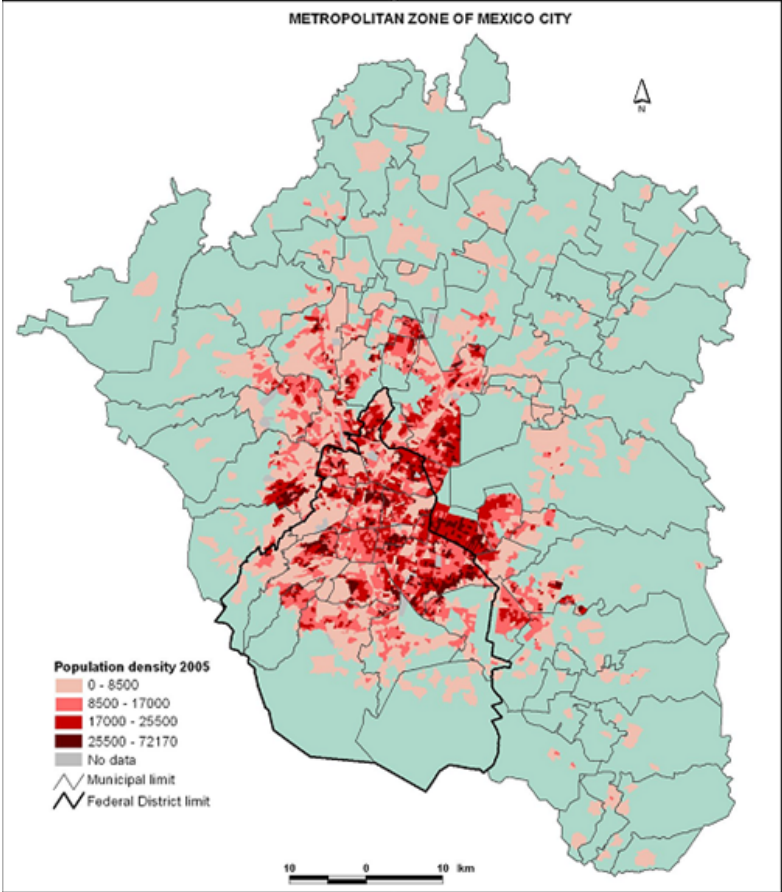 METROPOLITAN ZONE OF MEXICO CITY
N
Population density 2005
0 - 8500
8500 - 17000
17000 - 25500
25500 - 72170
No data
Municipal limit
Federal District limit
10 0 10 km